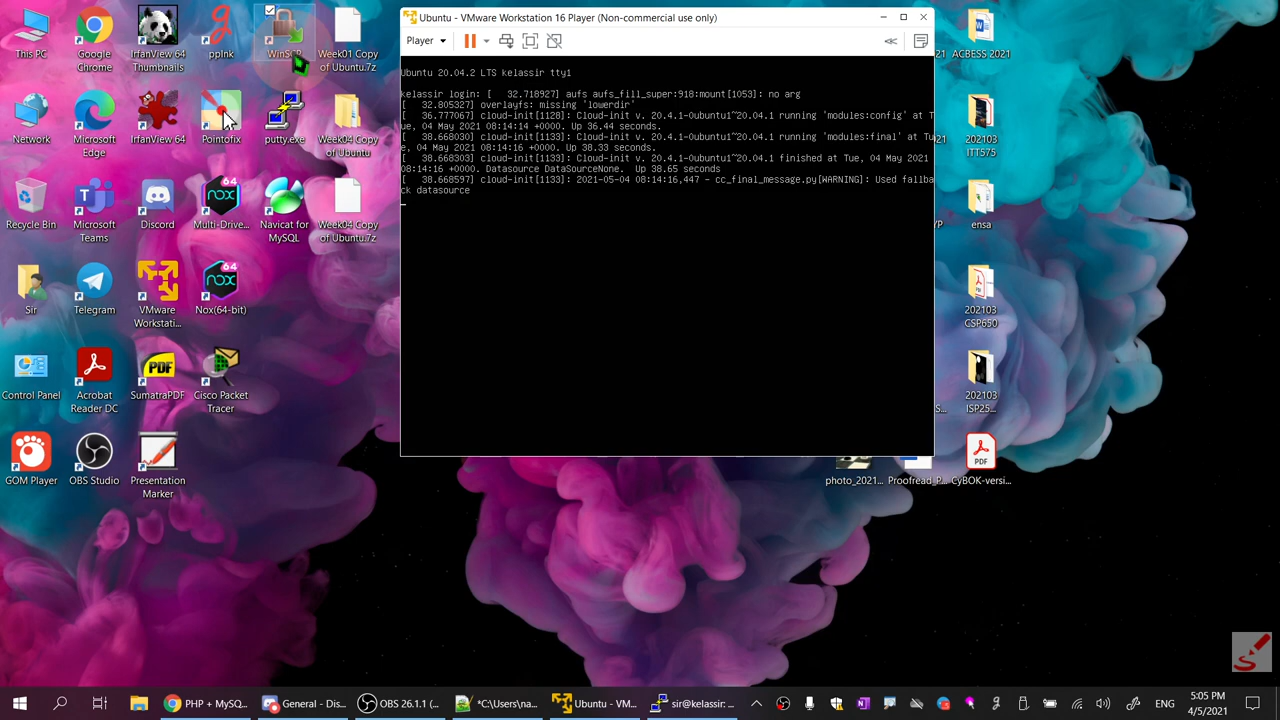 Ubuntu - VMware Workstation 16 Player (Non-commercial use only)
Player
Ubuntu 20.04.2 LTS kelassir tty1
kelassir login: [   32.718927] aufs aufs_fill_super:918:mount[1053]: no arg
[   32.805327] overlayfs: missing 'lowerdir'
[   36.777067] cloud-init[1128]: Cloud-init v. 20.4.1-0ubuntu1~20.04.1 running 'modules:config' at T
ue, 04 May 2021 08:14:14 +0000. Up 36.44 seconds.
[   38.668030] cloud-init[1133]: Cloud-init v. 20.4.1-0ubuntu1~20.04.1 running 'modules:final' at Tu
e, 04 May 2021 08:14:16 +0000. Up 38.33 seconds.
[   38.668303] cloud-init[1133]: Cloud-init v. 20.4.1-0ubuntu1~20.04.1 finished at Tue, 04 May 2021
08:14:16 +0000. Datasource DataSourceNone.  Up 38.65 seconds
[   38.668597] cloud-init[1133]: 2021-05-04 08:14:16,447 - cc_final_message.py[WARNING]: Used fallba
ck datasource
This PC
Google
Chrome
IrfanView 64
Thumbnails
ppInk
WinSCP
Week01 Copy
of Ubuntu.7z
ACBESS 2021
Network
Microsoft
Edge
IrfanView 64
Pointofix
putty.exe
Week04 Copy
of Ubuntu
21
202103
ITT575
Recycle Bin
Microsoft
Teams
Discord
64
Multi-Drive...
Navicat for
MySQL
Week04 Copy
of Ubuntu.7z
YP
ensa
Sir
Telegram
VMware
Workstati...
64
Nox(64-bit)
202103
CSP650
Control Panel
Acrobat
Reader DC
PDF
SumatraPDF
Cisco Packet
Tracer
S...
202103
ISP25...
GOM Player
OBS Studio
Presentation
Marker
photo_2021...
Proofread_P...
PDF
CyBOK-versi...
PHP + MySQ...
General - Dis...
OBS 26.1.1 (...
*C:\Users\na...
Ubuntu - VM...
sir@kelassir: ...
ENG
5:05 PM
4/5/2021